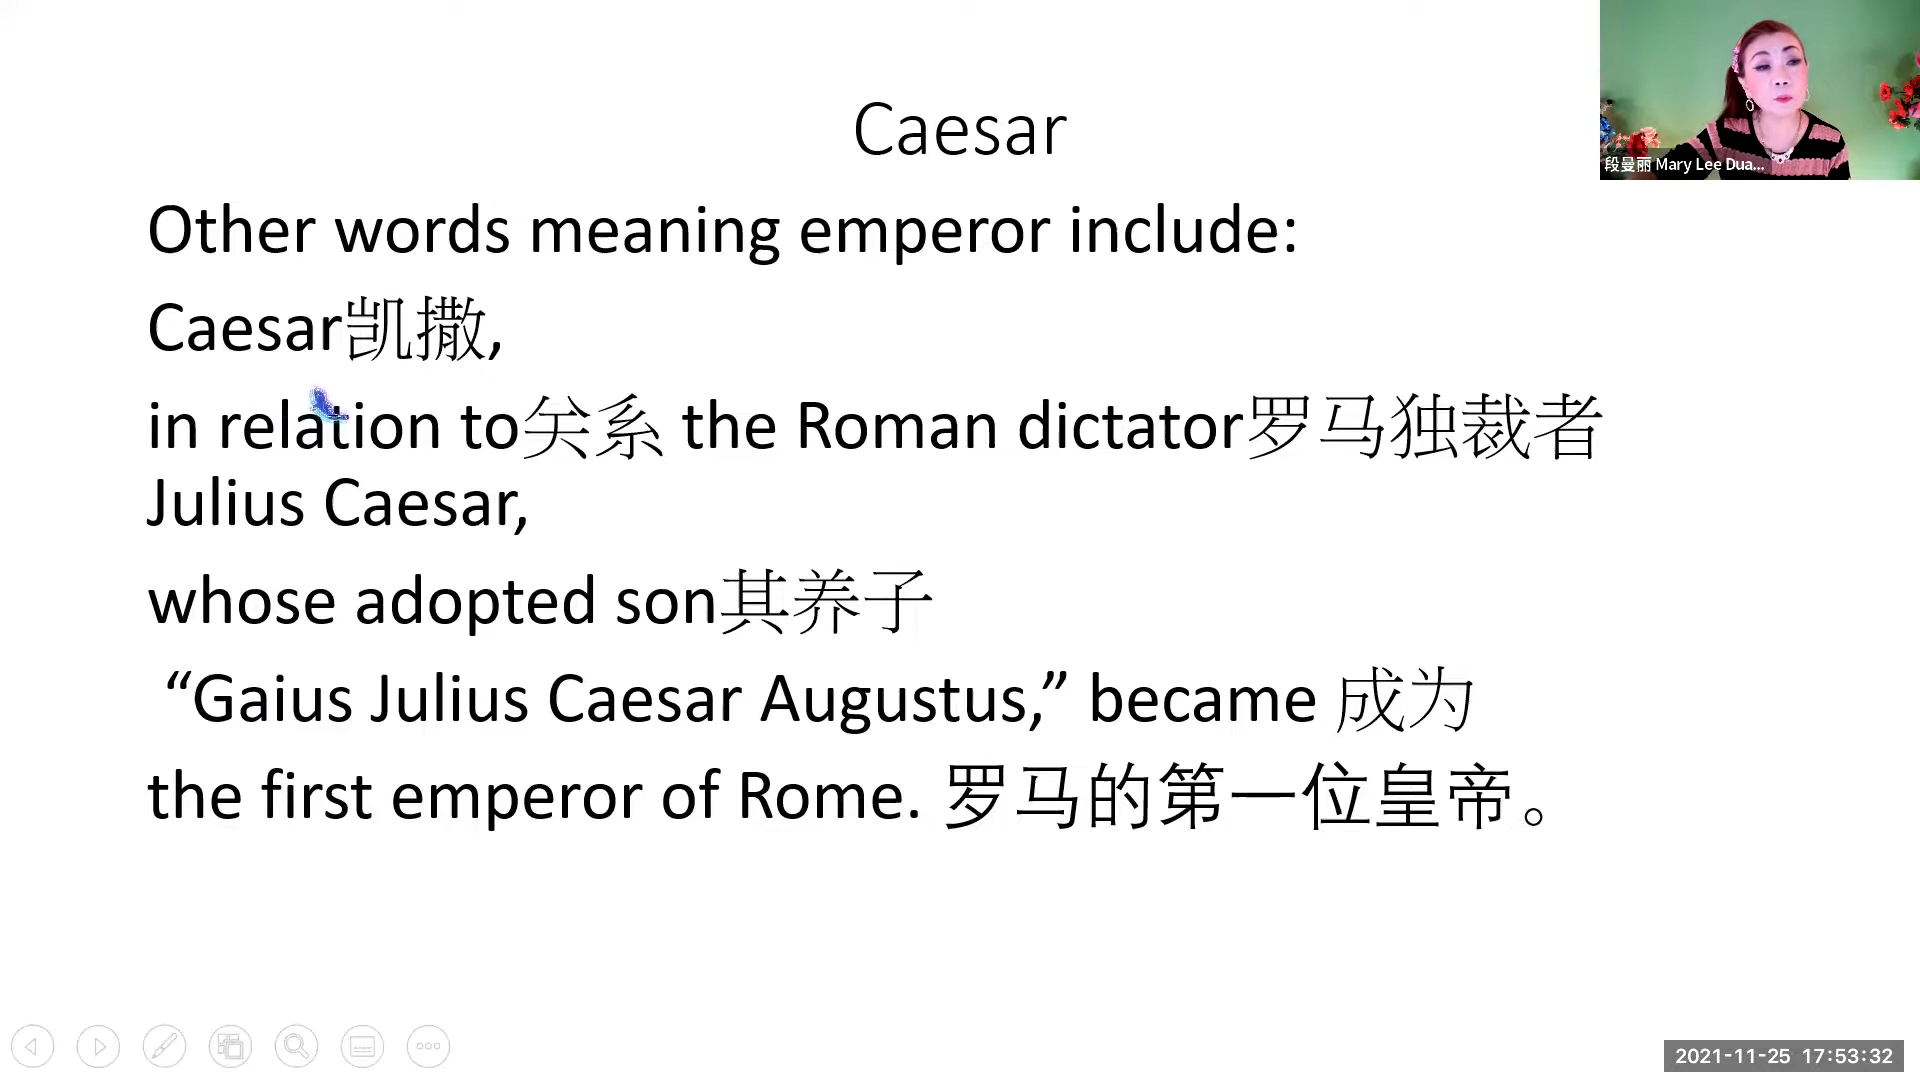 Caesar
Other words meaning emperor include:
Caesar凯撒,
in relation to关系 the Roman dictator罗马独裁者
Julius Caesar,
whose adopted son其养子
“Gaius Julius Caesar Augustus,” became 成为
the first emperor of Rome. 罗马的第一位皇帝。
段曼丽 Mary Lee Dua...
2021-11-25 17:53:32